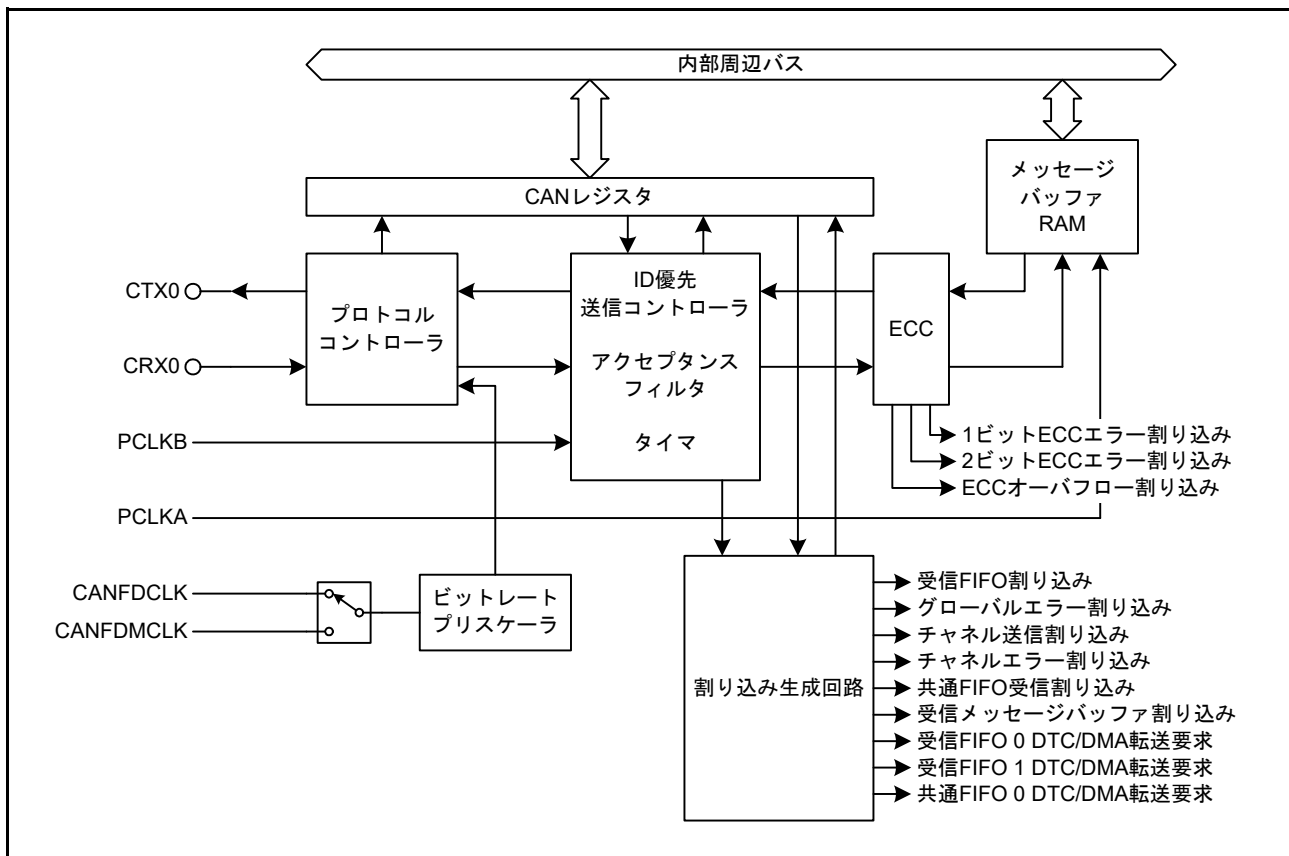 内部周辺バス
メッセージ
バッファ
RAM
CANレジスタ
CTX0
CRX0
プロトコル
コントローラ
ID優先
送信コントローラ
アクセプタンス
フィルタ
タイマ
ECC
1ビットECCエラー割り込み
2ビットECCエラー割り込み
ECCオーバフロー割り込み
PCLKB
PCLKA
CANFDCLK
CANFDMCLK
ビットレート
プリスケーラ
割り込み生成回路
受信FIFO割り込み
グローバルエラー割り込み
チャネル送信割り込み
チャネルエラー割り込み
共通FIFO受信割り込み
受信メッセージバッファ割り込み
受信FIFO 0 DTC/DMA転送要求
受信FIFO 1 DTC/DMA転送要求
共通FIFO 0 DTC/DMA転送要求